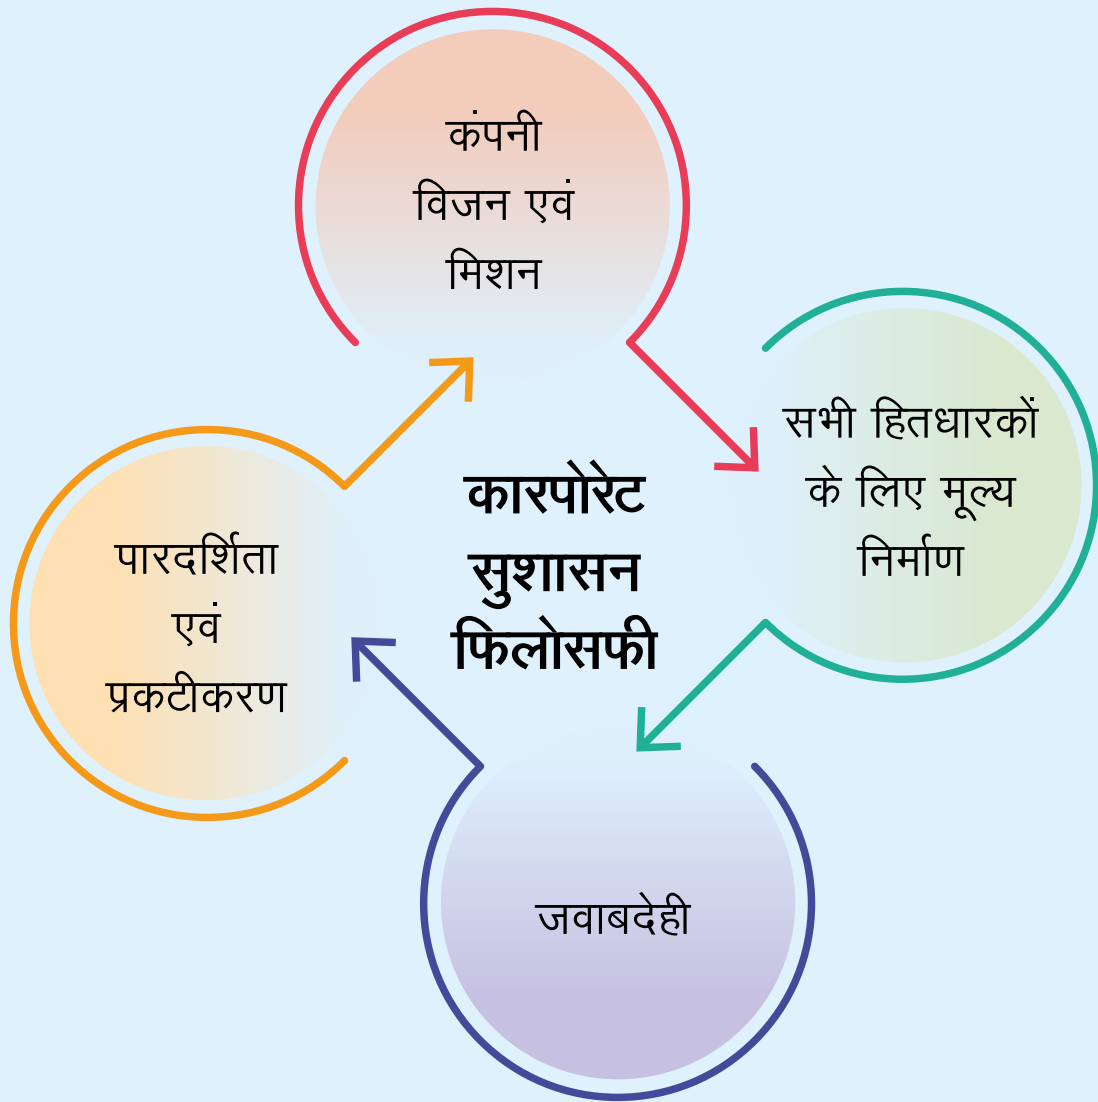 कंपनी
विजन एवं
मिशन
सभी हितधारकों
के लिए मूल्य
निर्माण
कारपोरेट
सुशासन
फिलोसफी
पारदर्शिता
एवं
प्रकटीकरण
जवाबदेही